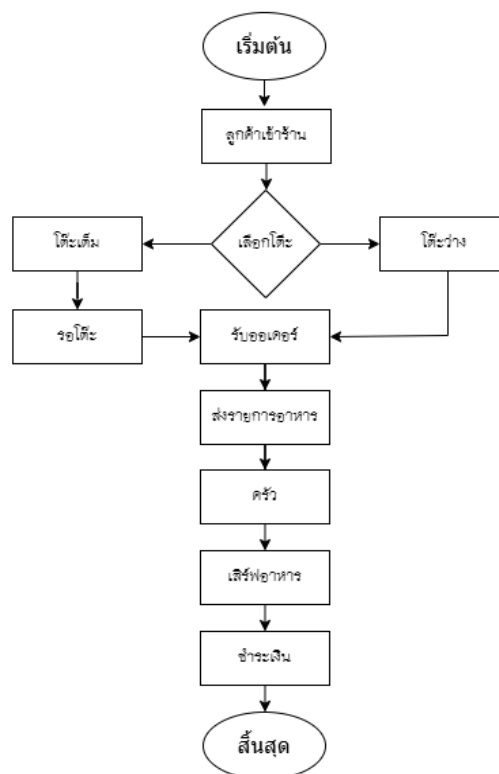 เริ่มต้น
ลูกค้าเข้าร้าน
เลือกโต๊ะ
โต๊ะเต็ม
โต๊ะว่าง
รอโต๊ะ
รับออเดอร์
ส่งรายการอาหาร
ครัว
เสิร์ฟอาหาร
ชำระเงิน
สิ้นสุด